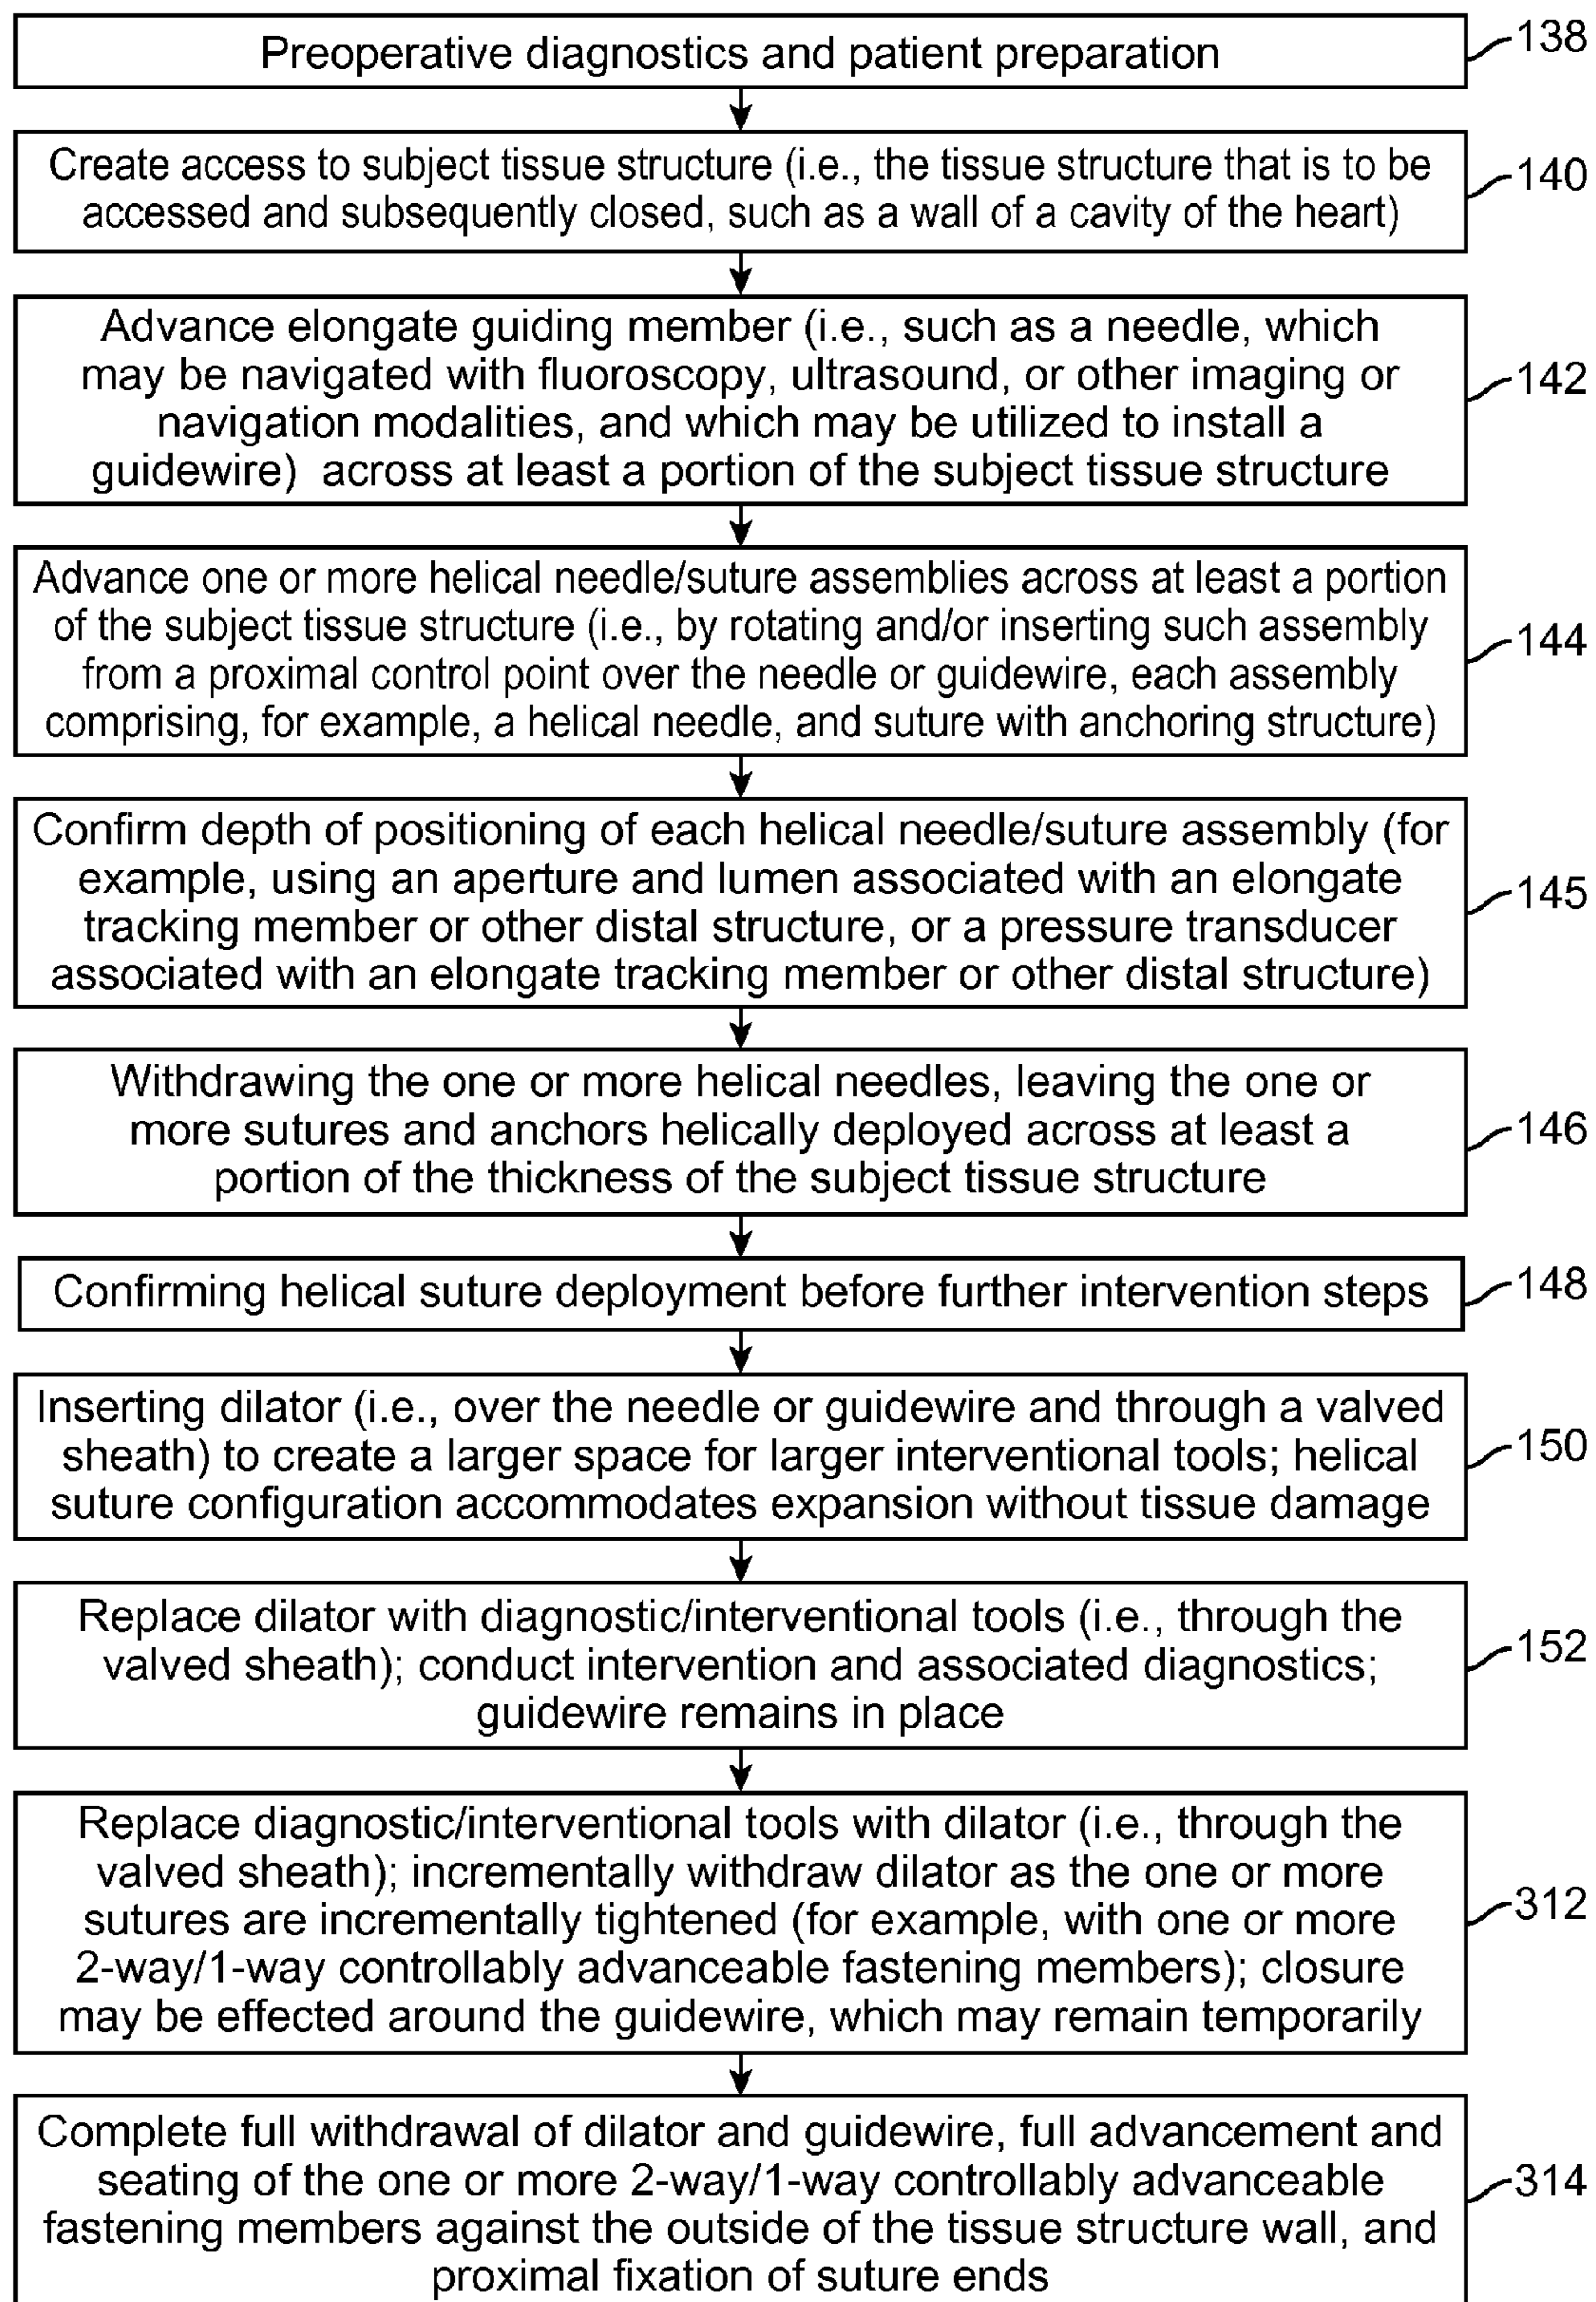 Preoperative diagnostics and patient preparation
138
Create access to subject tissue structure (i.e., the tissue structure that is to be
accessed and subsequently closed, such as a wall of a cavity of the heart)
140
Advance elongate guiding member (i.e., such as a needle, which
may be navigated with fluoroscopy, ultrasound, or other imaging or
navigation modalities, and which may be utilized to install a
guidewire) across at least a portion of the subject tissue structure
142
Advance one or more helical needle/suture assemblies across at least a portion
of the subject tissue structure (i.e., by rotating and/or inserting such assembly
from a proximal control point over the needle or guidewire, each assembly
comprising, for example, a helical needle, and suture with anchoring structure)
144
Confirm depth of positioning of each helical needle/suture assembly (for
example, using an aperture and lumen associated with an elongate
tracking member or other distal structure, or a pressure transducer
associated with an elongate tracking member or other distal structure)
145
Withdrawing the one or more helical needles, leaving the one or
more sutures and anchors helically deployed across at least a
portion of the thickness of the subject tissue structure
146
Confirming helical suture deployment before further intervention steps
148
Inserting dilator (i.e., over the needle or guidewire and through a valved
sheath) to create a larger space for larger interventional tools; helical
suture configuration accommodates expansion without tissue damage
150
Replace dilator with diagnostic/interventional tools (i.e., through the
valved sheath); conduct intervention and associated diagnostics;
guidewire remains in place
152
Replace diagnostic/interventional tools with dilator (i.e., through the
valved sheath); incrementally withdraw dilator as the one or more
sutures are incrementally tightened (for example, with one or more
2-way/1-way controllably advanceable fastening members); closure
may be effected around the guidewire, which may remain temporarily
312
Complete full withdrawal of dilator and guidewire, full advancement and
seating of the one or more 2-way/1-way controllably advanceable
fastening members against the outside of the tissue structure wall, and
proximal fixation of suture ends
314